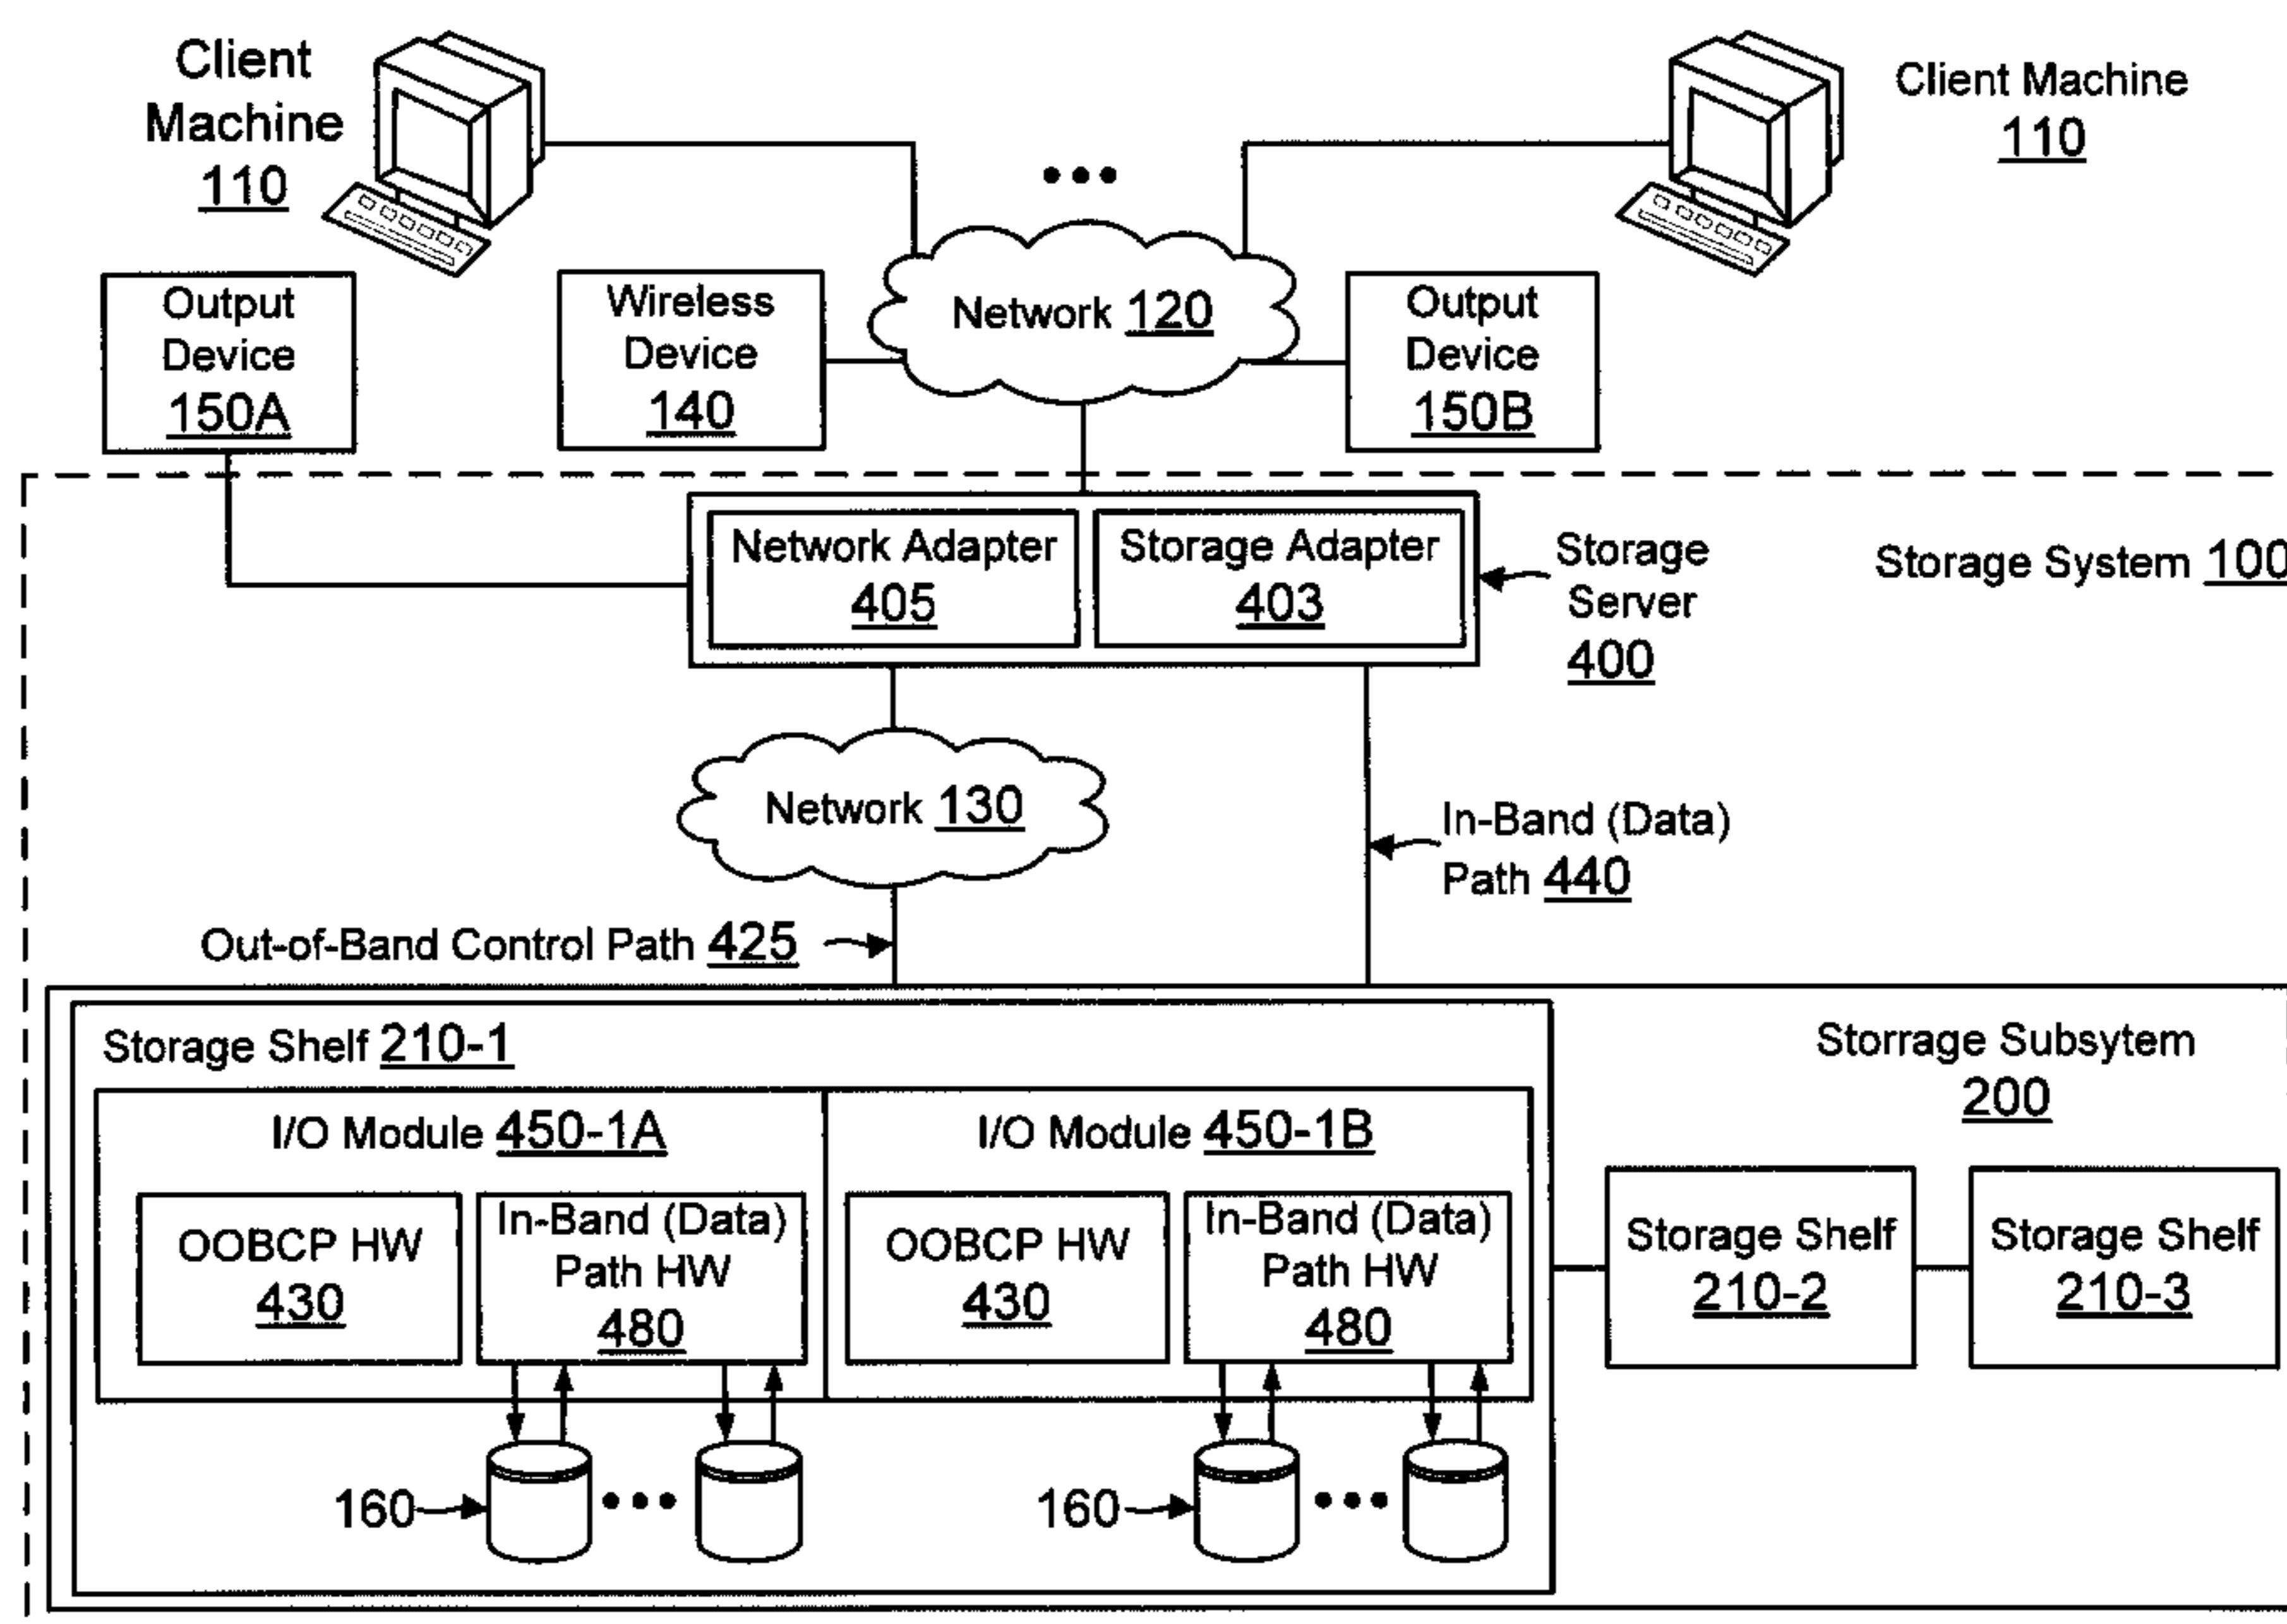 Client
Machine
110
Client Machine
110
Output
Device
150A
Wireless
Device
140
Network 120
Output
Device
150B
Network Adapter
405
Storage Adapter
403
Storage
Server
400
Storage System 100
Network 130
In-Band (Data)
Path 440
Out-of-Band Control Path 425
Storage Shelf 210-1
Storrage Subsytem
200
I/O Module 450-1A
I/O Module 450-1B
OOBCP HW
430
In-Band (Data)
Path HW
480
OOBCP HW
430
In-Band (Data)
Path HW
480
Storage Shelf
210-2
Storage Shelf
210-3
160
160